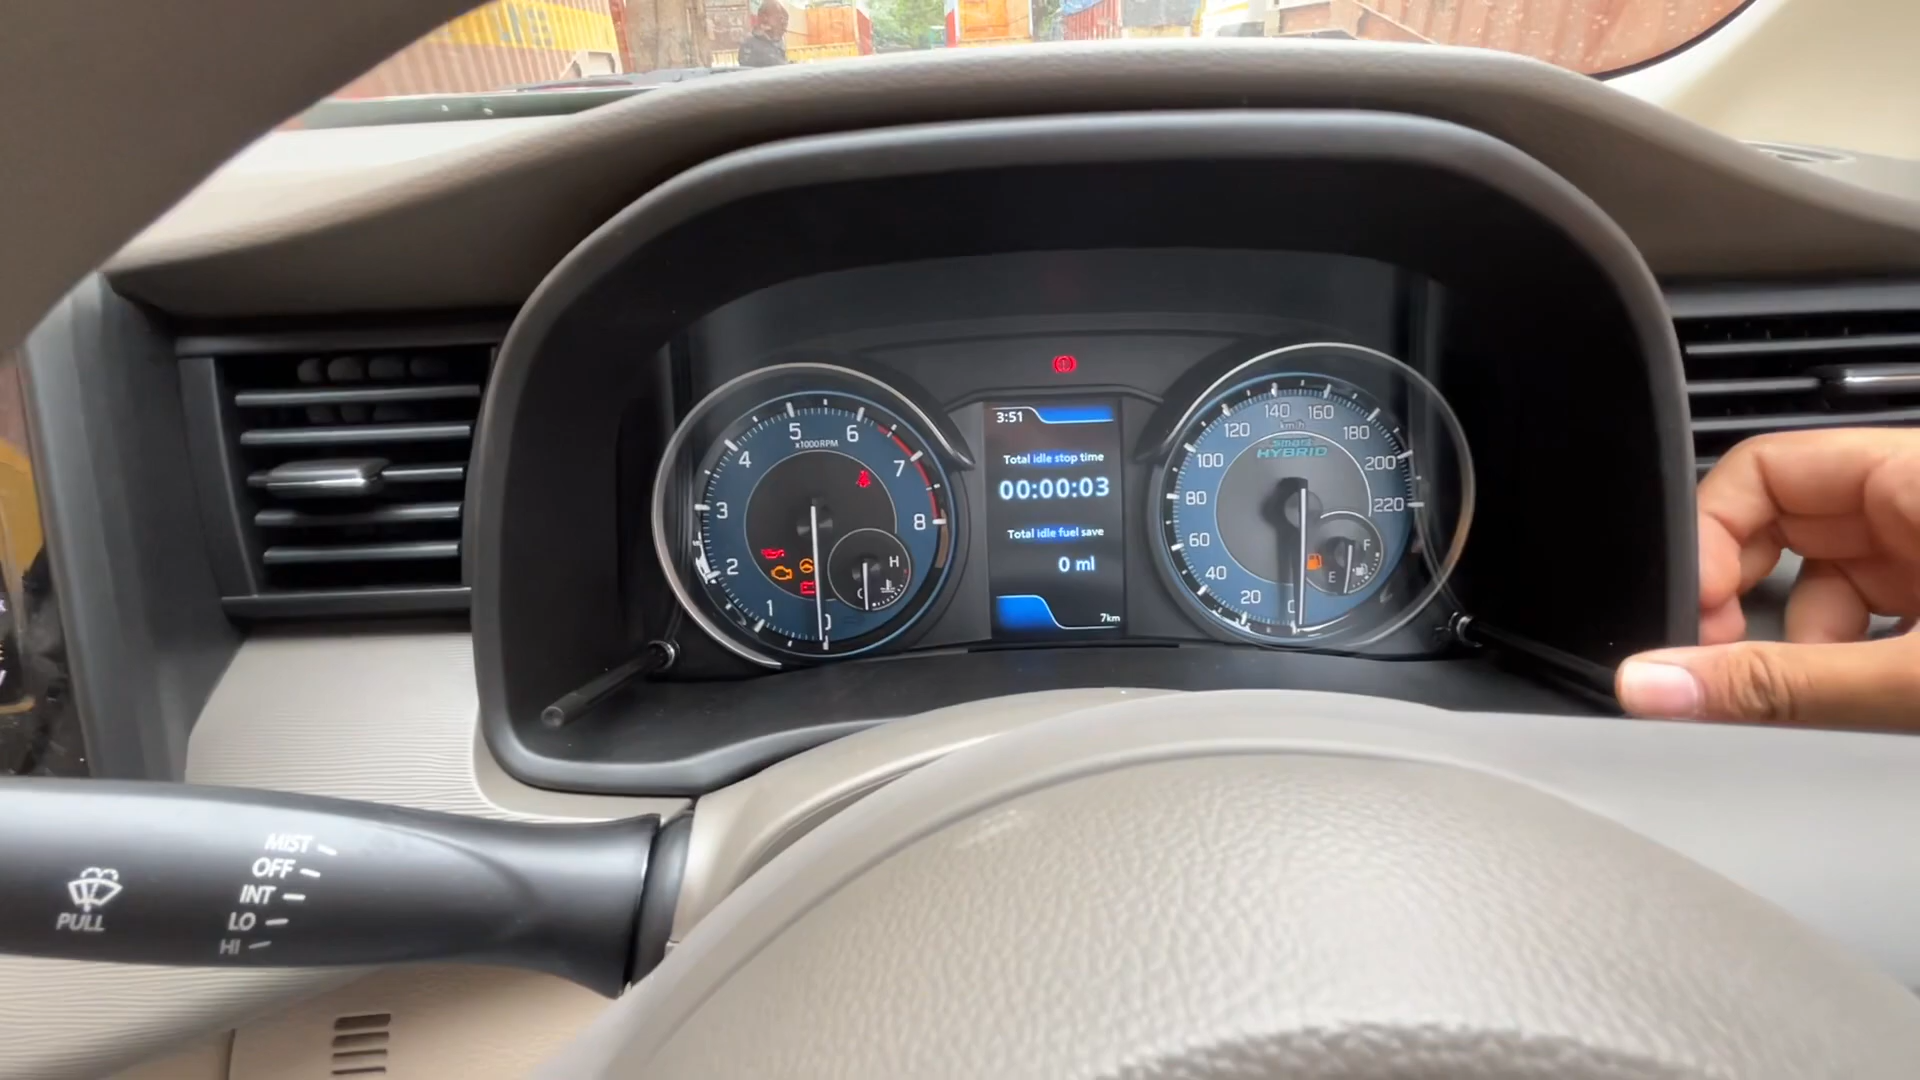 5
6
x1000RPM
4
7
3
8
2
H
1
0
3:51
Total idle stop time
00:00:03
Total idle fuel save
0 ml
7km
140
160
km/h
120
180
smart
HYBRID
100
200
80
220
60
F
E
40
20
0
MIST
OFF
INT
LO
HI
PULL